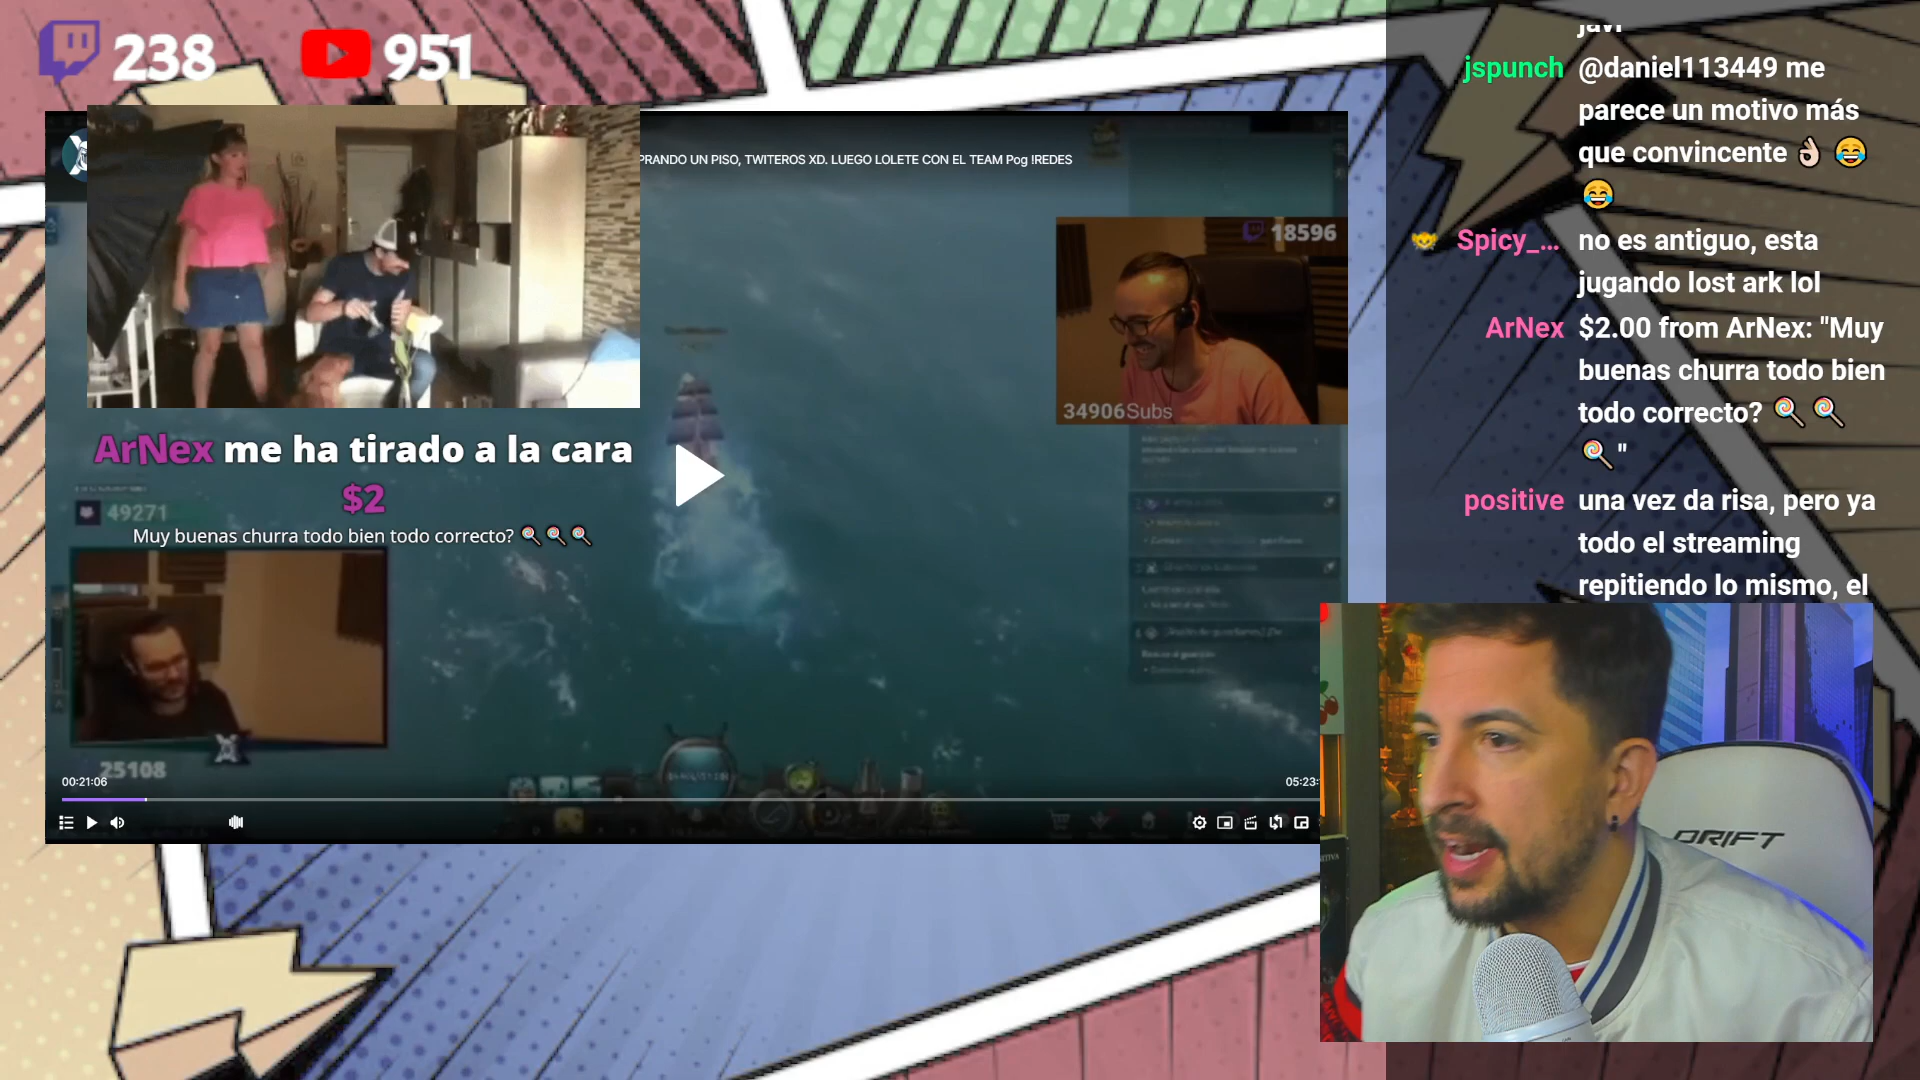 238
951
PRANDO UN PISO, TWITEROS XD. LUEGO LOLETE CON EL TEAM Pog !REDES
18596
34906Subs
ArNex me ha tirado a la cara
$2
Muy buenas churra todo bien todo correcto? 🍭🍭🍭
49271
25108
00:21:06
05:23:
javi
jspunch @daniel113449 me
parece un motivo más
que convincente 👌🏻 😂
😂
Spicy_... no es antiguo, esta
jugando lost ark lol
ArNex $2.00 from ArNex: "Muy
buenas churra todo bien
todo correcto? 🍭 🍭
🍭 "
positive una vez da risa, pero ya
todo el streaming
repitiendo lo mismo, el
DRIFT